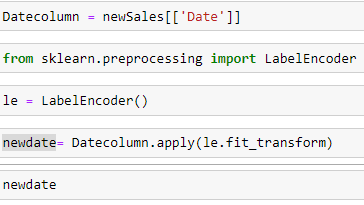 Datecolumn = newSales[['Date']]
from sklearn.preprocessing import LabelEncoder
le = LabelEncoder()
newdate= Datecolumn.apply(le.fit_transform)
newdate